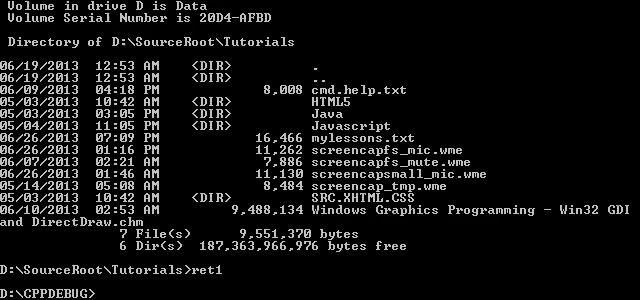 Volume in drive D is Data
Volume Serial Number is 20D4-AFBD
Directory of D:\SourceRoot\Tutorials
06/19/2013 12:53 AM <DIR> .
06/19/2013 12:53 AM <DIR> ..
06/09/2013 04:18 PM 8,008 cmd.help.txt
05/03/2013 10:42 AM <DIR> HTML5
05/03/2013 03:05 PM <DIR> Java
05/04/2013 11:05 PM <DIR> Javascript
06/26/2013 07:09 PM 16,466 mylessons.txt
06/26/2013 01:16 PM 11,262 screencapfs_mic.wme
06/07/2013 02:21 AM 7,886 screencapfs_mute.wme
06/26/2013 01:46 AM 11,130 screencapsmall_mic.wme
05/14/2013 05:08 AM 8,484 screencap_tmp.wme
05/03/2013 10:42 AM <DIR> SRC.XHTML.CSS
06/10/2013 02:53 AM 9,488,134 Windows Graphics Programming - Win32 GDI
and DirectDraw.chm
7 File(s) 9,551,370 bytes
6 Dir(s) 187,363,966,976 bytes free
D:\SourceRoot\Tutorials>ret1
D:\CPPDEBUG>